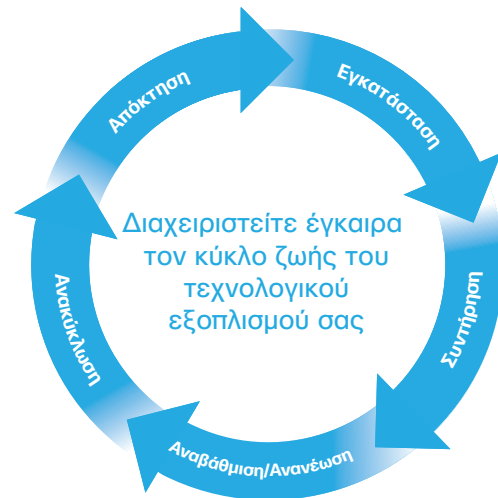 Απόκτηση
Εγκατάσταση
Συντήρηση
Αναβάθμιση/Ανανέωση
Ανακύκλωση
Διαχειριστείτε έγκαιρα
τον κύκλο ζωής του
τεχνολογικού
εξοπλισμού σας